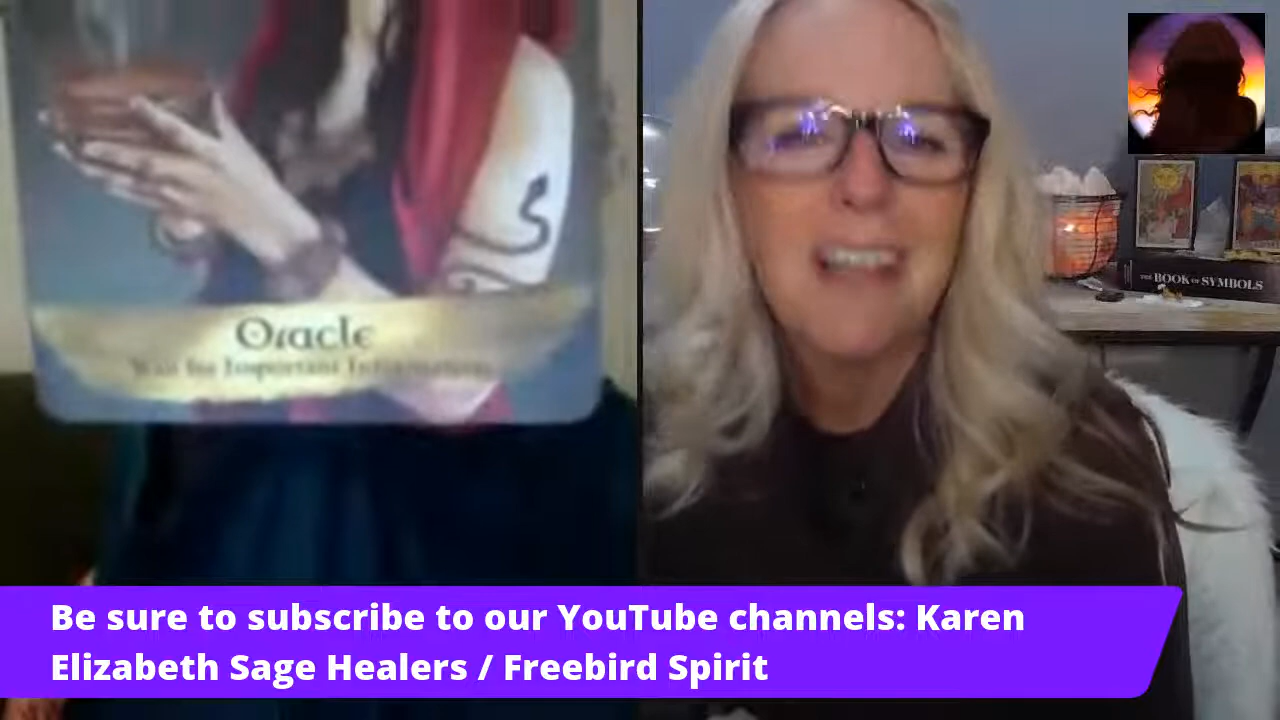 Oracle
Wait for Important Information
THE BOOK OF SYMBOLS
Be sure to subscribe to our YouTube channels: Karen
Elizabeth Sage Healers / Freebird Spirit